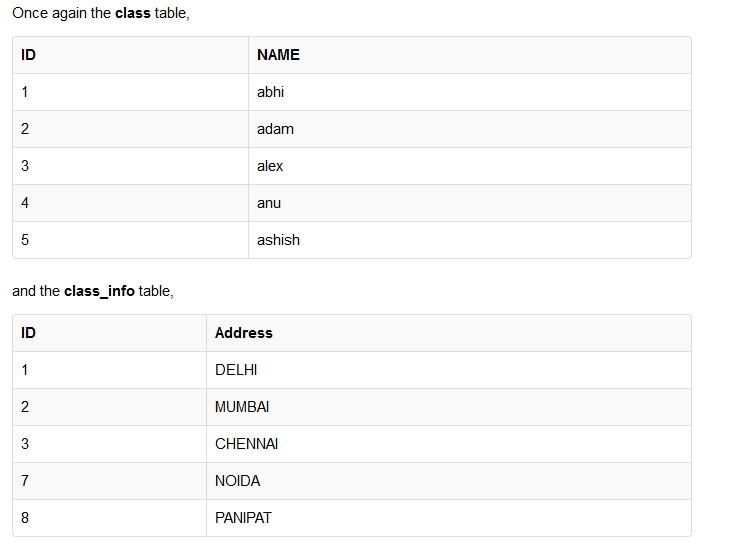 Once again the class table,
ID NAME
1 abhi
2 adam
3 alex
4 anu
5 ashish
and the class_info table,
ID Address
1 DELHI
2 MUMBAI
3 CHENNAI
7 NOIDA
8 PANIPAT